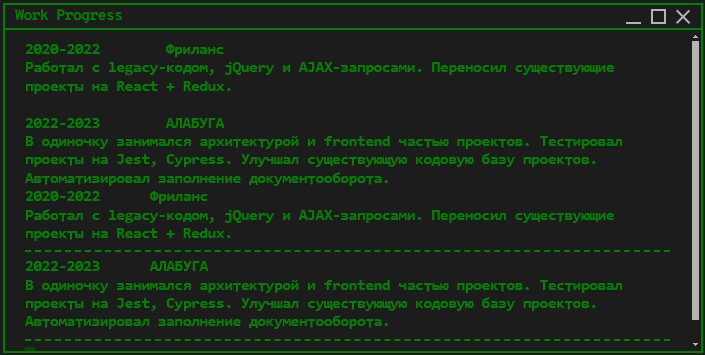 Work Progress
2020-2022 Фриланс
Работал с legacy-кодом, jQuery и AJAX-запросами. Переносил существующие
проекты на React + Redux.
2022-2023 АЛАБУГА
В одиночку занимался архитектурой и frontend частью проектов. Тестировал
проекты на Jest, Cypress. Улучшал существующую кодовую базу проектов.
Автоматизировал заполнение документооборота.
2020-2022 Фриланс
Работал с legacy-кодом, jQuery и AJAX-запросами. Переносил существующие
проекты на React + Redux.
--------------------------------------------------------------
2022-2023 АЛАБУГА
В одиночку занимался архитектурой и frontend частью проектов. Тестировал
проекты на Jest, Cypress. Улучшал существующую кодовую базу проектов.
Автоматизировал заполнение документооборота.
--------------------------------------------------------------